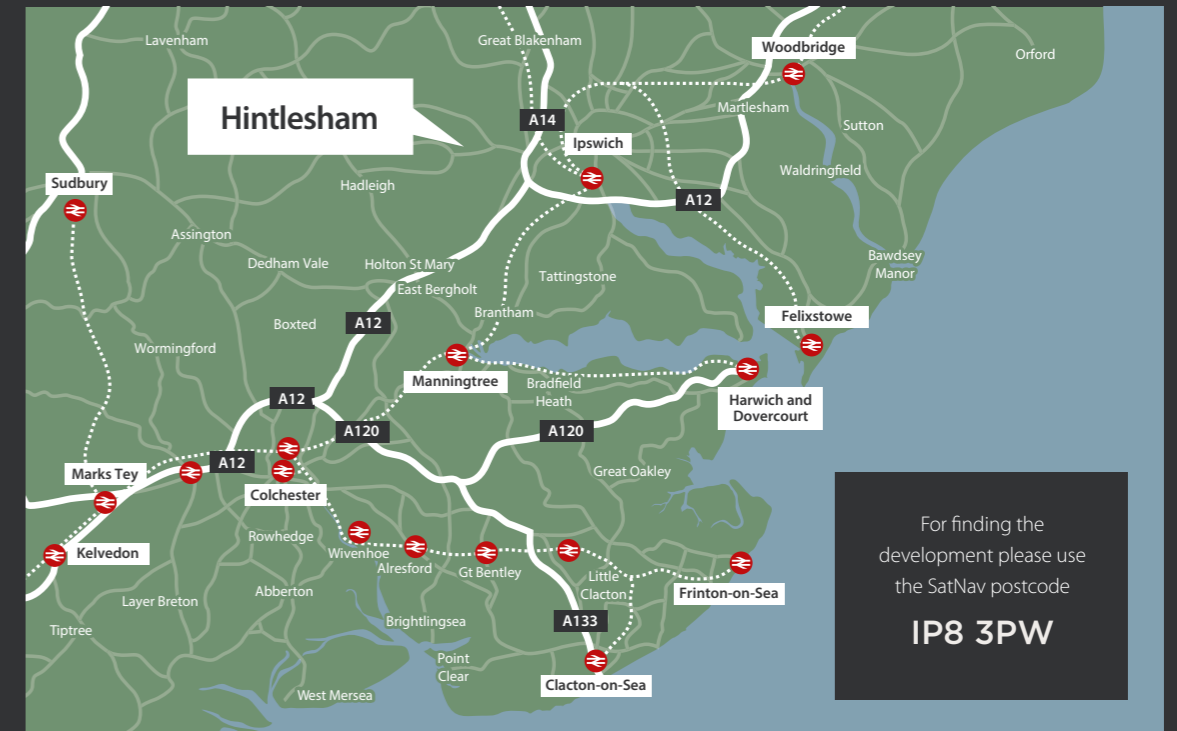 Lavenham
Great Blakenham
Woodbridge
Orford
Hintlesham
A14
Martlesham
Sutton
Ipswich
Waldringfield
Sudbury
Hadleigh
A12
Assington
Dedham Vale
Holton St Mary
Tattingstone
Bawdsey
Manor
East Bergholt
Brantham
Felixstowe
Boxted
A12
Wormingford
Manningtree
Bradfield
Heath
Harwich and
Dovercourt
A12
A120
A120
A12
Marks Tey
Great Oakley
Colchester
Rowhedge
Wivenhoe
Kelvedon
Alresford
Gt Bentley
Little
Clacton
Frinton-on-Sea
Layer Breton
Abberton
Tiptree
Brightlingsea
A133
Point
Clear
Clacton-on-Sea
West Mersea
For finding the
development please use
the SatNav postcode
IP8 3PW